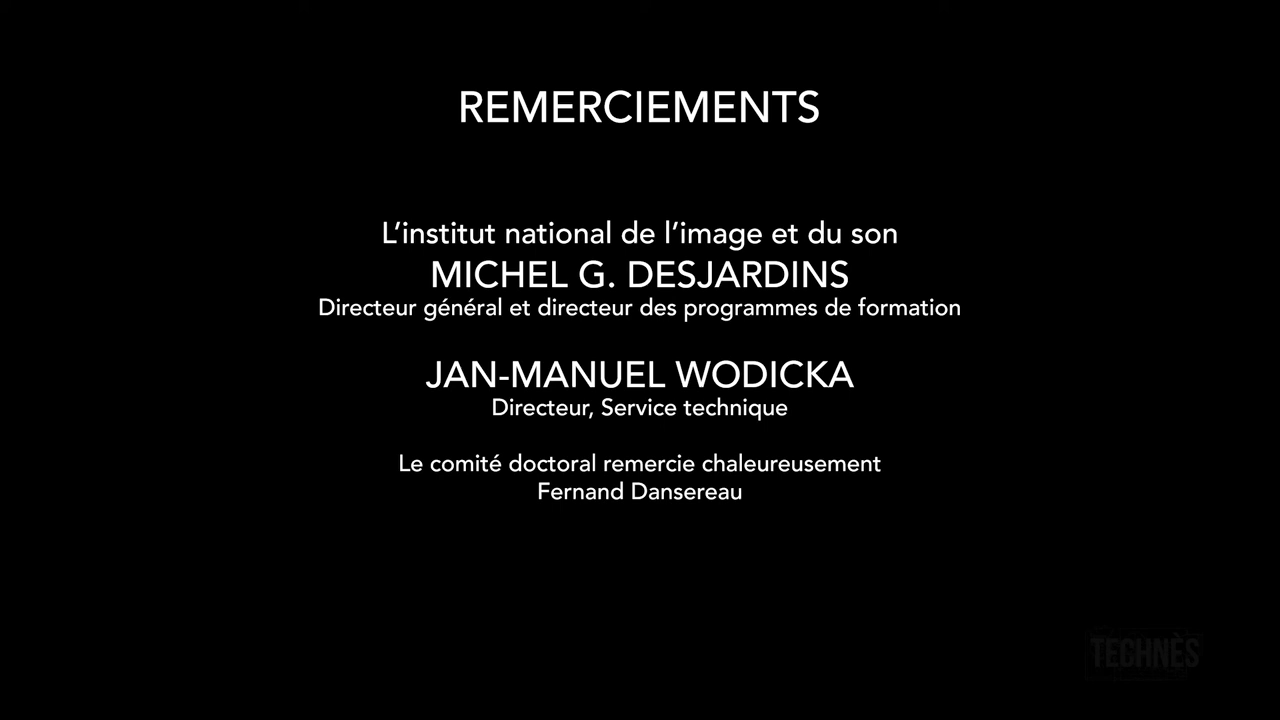 REMERCIEMENTS
L'institut national de l'image et du son
MICHEL G. DESJARDINS
Directeur général et directeur des programmes de formation
JAN-MANUEL WODICKA
Directeur, Service technique
Le comité doctoral remercie chaleureusement
Fernand Dansereau
TECHNÈS